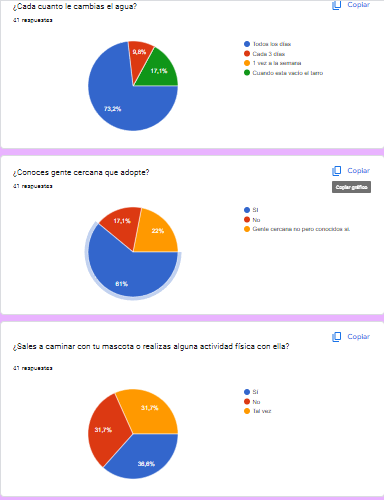 ¿Cada cuanto le cambias el agua?
Copiar
41 respuestas
Todos los días
Cada 3 días
1 vez a la semana
Cuando esta vacío el tarro
9,8%
17,1%
73,2%
¿Conoces gente cercana que adopte?
Copiar
Copiar gráfico
41 respuestas
SI
No
Gente cercana no pero conocidos si.
17,1%
22%
61%
¿Sales a caminar con tu mascota o realizas alguna actividad física con ella?
Copiar
41 respuestas
SI
No
Tal vez
31,7%
31,7%
36,6%